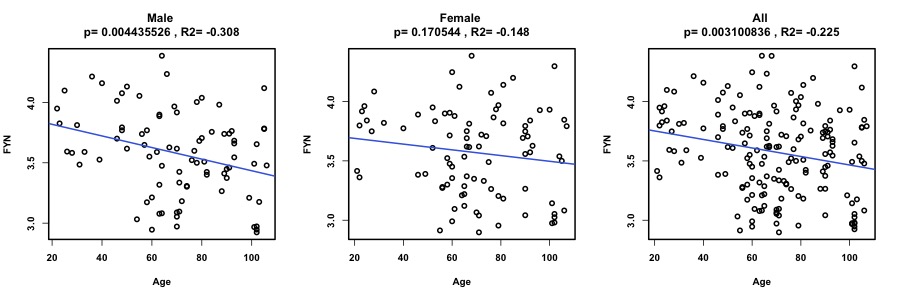 Male
p= 0.004435526 , R2= -0.308
FYN
4.0
3.5
3.0
20 40 60 80 100
Age
Female
p= 0.170544 , R2= -0.148
FYN
4.0
3.5
3.0
20 40 60 80 100
Age
All
p= 0.003100836 , R2= -0.225
FYN
4.0
3.5
3.0
20 40 60 80 100
Age